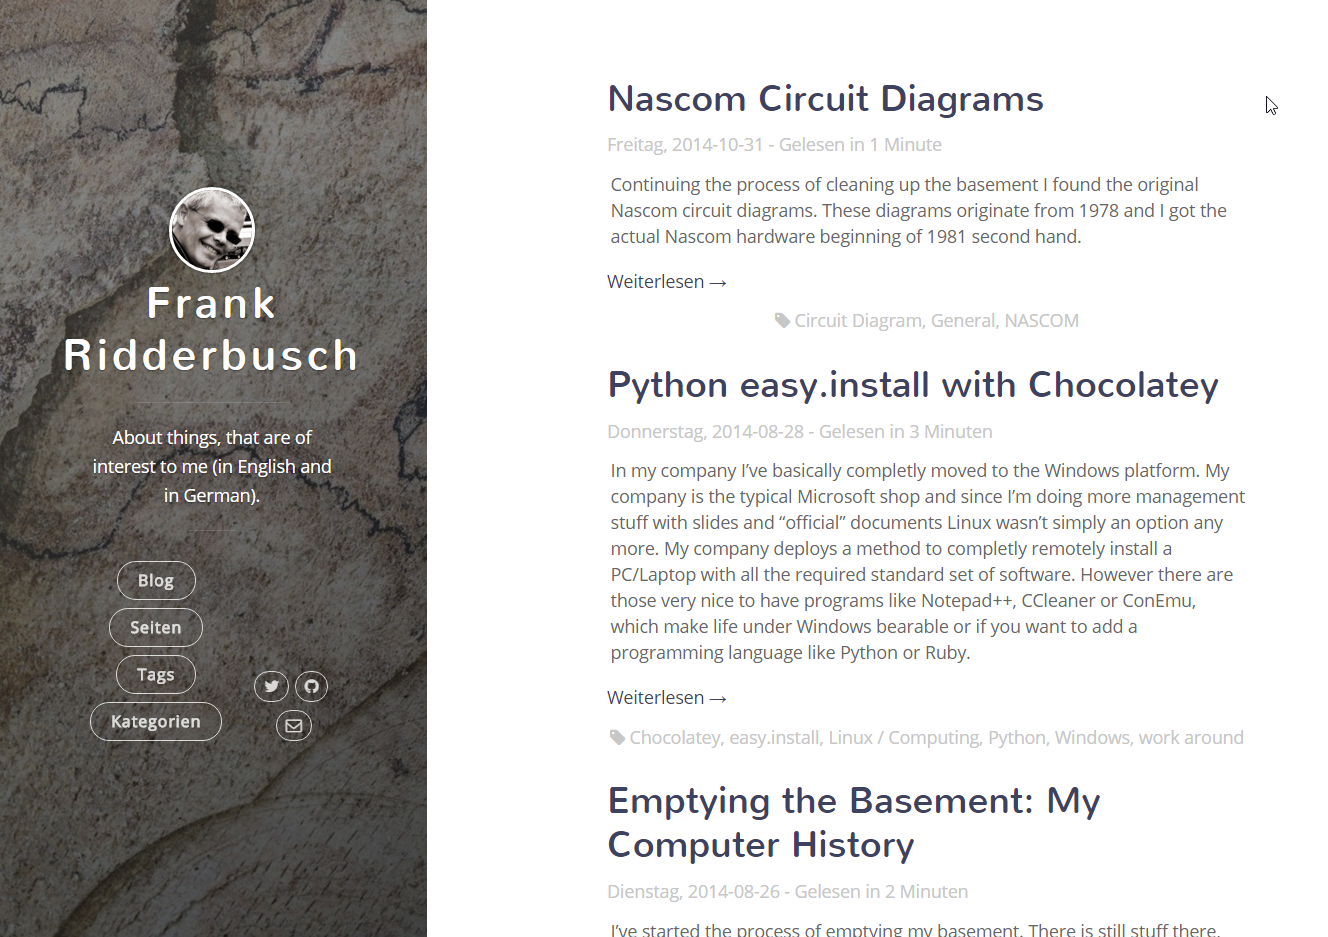 Frank
Ridderbusch
About things, that are of
interest to me (in English and
in German).
Blog
Seiten
Tags
Kategorien
Nascom Circuit Diagrams
Freitag, 2014-10-31 - Gelesen in 1 Minute
Continuing the process of cleaning up the basement I found the original
Nascom circuit diagrams. These diagrams originate from 1978 and I got the
actual Nascom hardware beginning of 1981 second hand.
Weiterlesen →
Circuit Diagram, General, NASCOM
Python easy.install with Chocolatey
Donnerstag, 2014-08-28 - Gelesen in 3 Minuten
In my company I’ve basically completly moved to the Windows platform. My
company is the typical Microsoft shop and since I’m doing more management
stuff with slides and “official” documents Linux wasn’t simply an option any
more. My company deploys a method to completly remotely install a
PC/Laptop with all the required standard set of software. However there are
those very nice to have programs like Notepad++, CCleaner or ConEmu,
which make life under Windows bearable or if you want to add a
programming language like Python or Ruby.
Weiterlesen →
Chocolatey, easy.install, Linux / Computing, Python, Windows, work around
Emptying the Basement: My
Computer History
Dienstag, 2014-08-26 - Gelesen in 2 Minuten
I’ve started the process of emptying my basement. There is still stuff there,